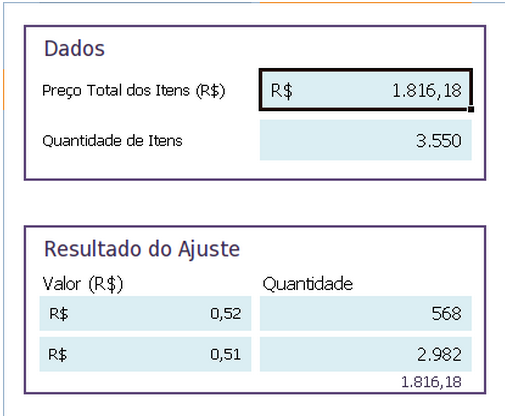 Dados
Preço Total dos Itens (R$) R$ 1.816,18
Quantidade de Itens 3.550
Resultado do Ajuste
Valor (R$) Quantidade
R$ 0,52 568
R$ 0,51 2.982
1.816,18